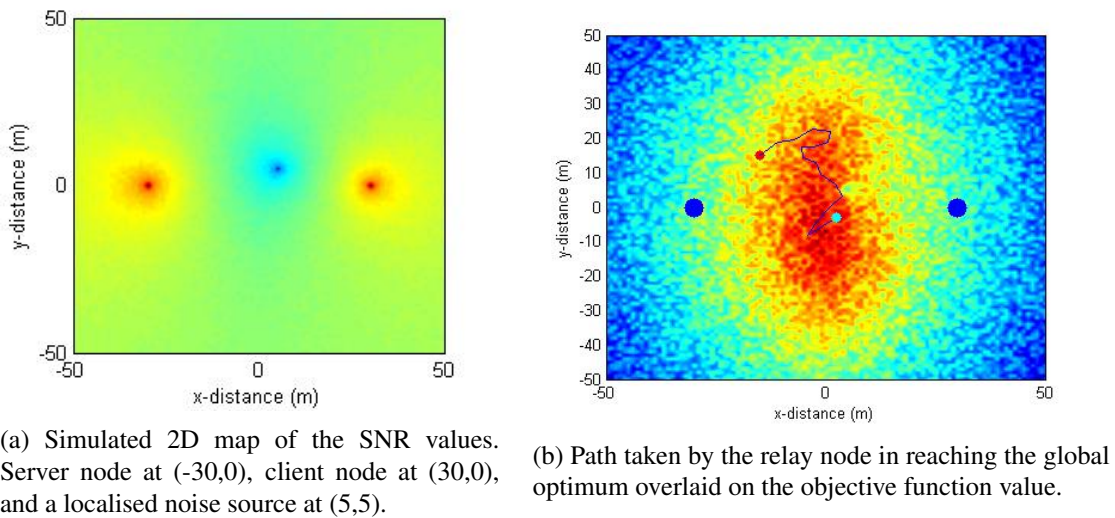 50
0
-50
-50
0
50
y-distance (m)
x-distance (m)
50
40
30
20
10
0
-10
-20
-30
-40
-50
-50
0
50
y-distance (m)
x-distance (m)
(a) Simulated 2D map of the SNR values.
Server node at (-30,0), client node at (30,0),
and a localised noise source at (5,5).
(b) Path taken by the relay node in reaching the global
optimum overlaid on the objective function value.